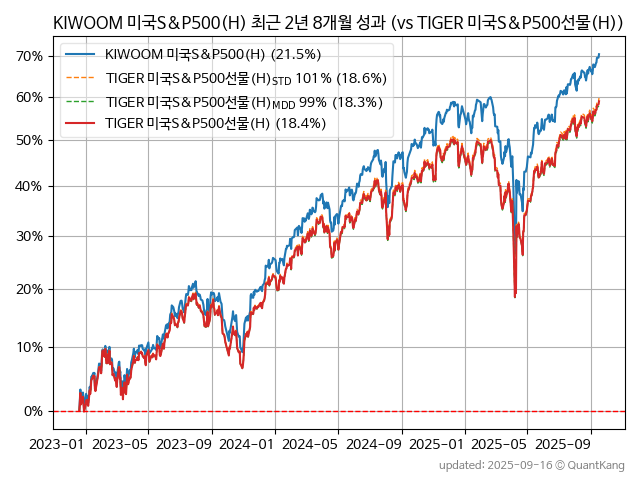 KIWOOM 미국S&P500(H) 최근 2년 8개월 성과 (vs TIGER 미국S&P500선물(H))
KIWOOM 미국S&P500(H) (21.5%)
TIGER 미국S&P500선물(H)STD 101% (18.6%)
TIGER 미국S&P500선물(H)MDD 99% (18.3%)
TIGER 미국S&P500선물(H) (18.4%)
70%
60%
50%
40%
30%
20%
10%
0%
2023-01 2023-05 2023-09 2024-01 2024-05 2024-09 2025-01 2025-05 2025-09
updated: 2025-09-16 © QuantKang